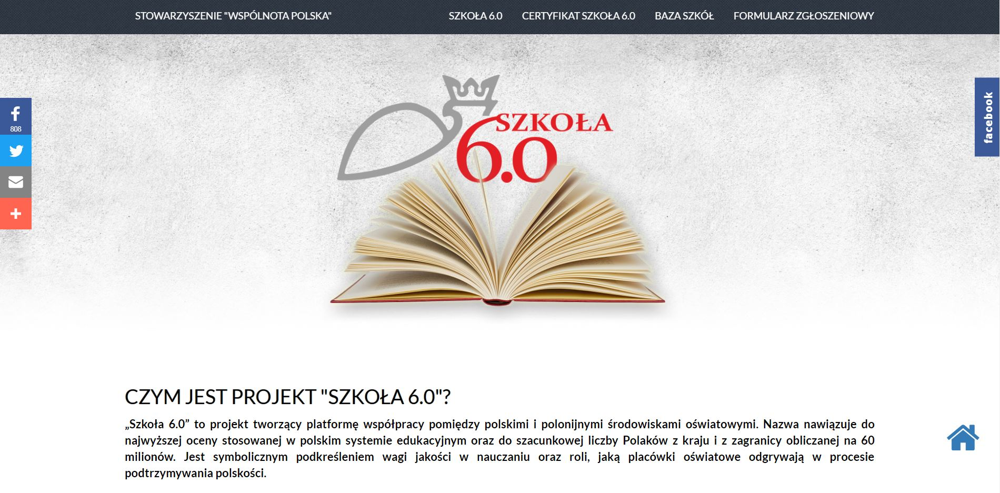 STOWARZYSZENIE "WSPÓLNOTA POLSKA"
SZKOŁA 6.0
CERTYFIKAT SZKOŁA 6.0
BAZA SZKÓŁ
FORMULARZ ZGŁOSZENIOWY
808
facebook
SZKOŁA
6.0
CZYM JEST PROJEKT "SZKOŁA 6.0"?
„Szkoła 6.0” to projekt tworzący platformę współpracy pomiędzy polskimi i polonijnymi środowiskami oświatowymi. Nazwa nawiązuje do
najwyższej oceny stosowanej w polskim systemie edukacyjnym oraz do szacunkowej liczby Polaków z kraju i z zagranicy obliczanej na 60
milionów. Jest symbolicznym podkreśleniem wagi jakości w nauczaniu oraz roli, jaką placówki oświatowe odgrywają w procesie
podtrzymywania polskości.